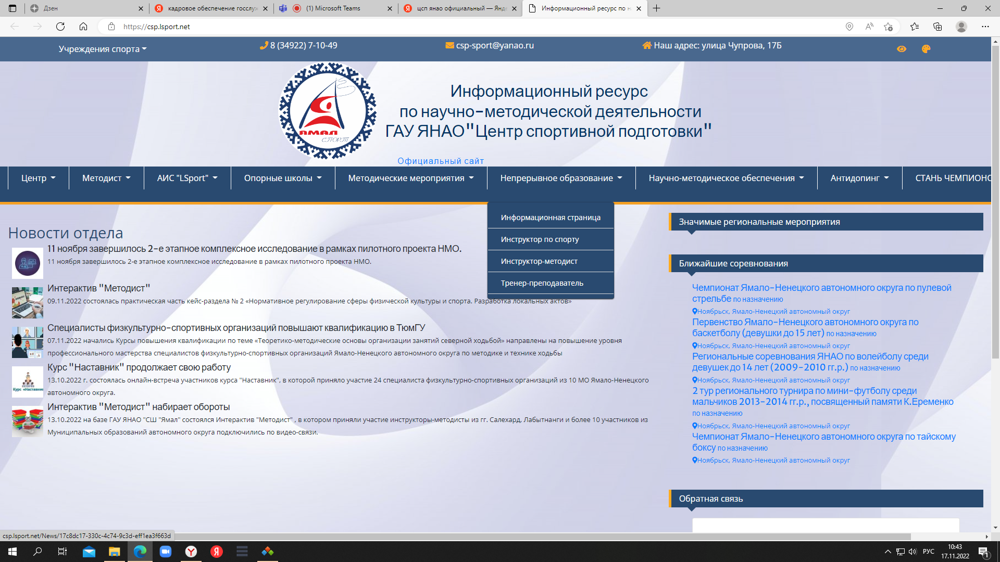 Дзен
кадровое обеспечение госслуж
(1) Microsoft Teams
цсп янао официальный — Янде
Информационный ресурс по н
https://csp.lsport.net
Учреждения спорта
8 (34922) 7-10-49
csp-sport@yanao.ru
Наш адрес: улица Чупрова, 17Б
Информационный ресурс
по научно-методической деятельности
ГАУ ЯНАО"Центр спортивной подготовки"
ЯМАЛ
СПОРТ
Официальный сайт
Центр
Методист
АИС "LSport"
Опорные школы
Методические мероприятия
Непрерывное образование
Научно-методическое обеспечения
Антидопинг
СТАНЬ ЧЕМПИОНО
Информационная страница
Инструктор по спорту
Инструктор-методист
Тренер-преподаватель
Новости отдела
11 ноября завершилось 2-е этапное комплексное исследование в рамках пилотного проекта НМО.
11 ноября завершилось 2-е этапное комплексное исследование в рамках пилотного проекта НМО.
Интерактив "Методист"
09.11.2022 состоялась практическая часть кейс-раздела № 2 «Нормативное регулирование сферы физической культуры и спорта. Разработка локальных актов»
Специалисты физкультурно-спортивных организаций повышают квалификацию в ТюмГУ
07.11.2022 начались Курсы повышения квалификации по теме «Теоретико-методические основы организации занятий северной ходьбой» направлены на повышение уровня
профессионального мастерства специалистов физкультурно-спортивных организаций Ямало-Ненецкого автономного округа по методике и технике ходьбы
Курс "Наставник" продолжает свою работу
Курс «Наставник
13.10.2022 г. состоялась онлайн-встреча участников курса "Наставник", в которой приняло участие 24 специалиста физкультурно-спортивных организаций из 10 МО Ямало-Ненецкого
автономного округа.
Интерактив "Методист" набирает обороты
13.10.2022 на базе ГАУ ЯНАО "СШ "Ямал" состоялся Интерактив "Методист" , в котором приняли участие инструкторы-методисты из гг. Салехард, Лабытнанги и более 10 участников из
Муниципальных образований автономного округа подключились по видео-связи.
Значимые региональные мероприятия
Ближайшие соревнования
Чемпионат Ямало-Ненецкого автономного округа по пулевой
стрельбе по назначению
Ноябрьск, Ямало-Ненецкий автономный округ
Первенство Ямало-Ненецкого автономного округа по
баскетболу (девушки до 15 лет) по назначению
Ноябрьск, Ямало-Ненецкий автономный округ
Региональные соревнования ЯНАО по волейболу среди
девушек до 14 лет (2009-2010 гг.р.) по назначению
Ноябрьск, Ямало-Ненецкий автономный округ
2 тур регионального турнира по мини-футболу среди
мальчиков 2013-2014 гг.р., посвященный памяти К.Еременко
по назначению
Ноябрьск, Ямало-Ненецкий автономный округ
Чемпионат Ямало-Ненецкого автономного округа по тайскому
боксу по назначению
Ноябрьск, Ямало-Ненецкий автономный округ
Обратная связь
csp.lsport.net/News/17c8dc17-330c-4c74-9c3d-eff1ea3f663d
РУС
10:43
17.11.2022
1